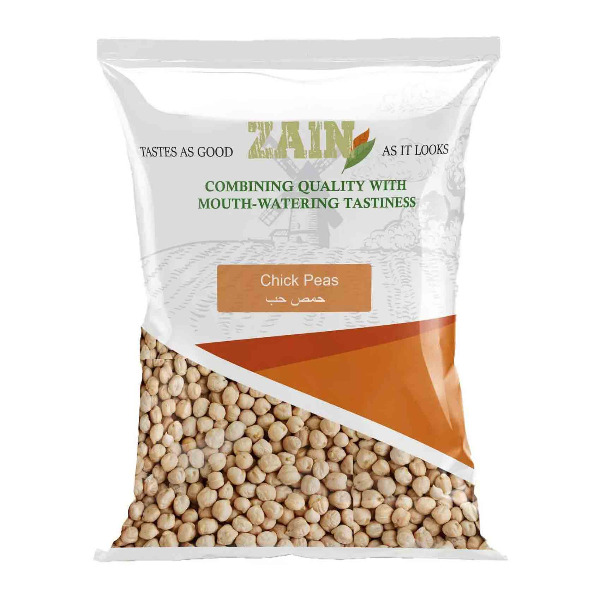 ZAIN
TASTES AS GOOD AS IT LOOKS
COMBINING QUALITY WITH
MOUTH-WATERING TASTINESS
Chick Peas
حمص حب